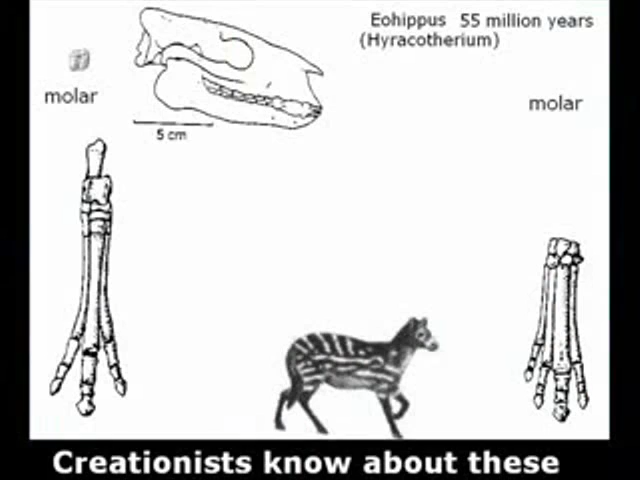 Eohippus 55 million years
(Hyracotherium)
molar
molar
5 cm
Creationists know about these